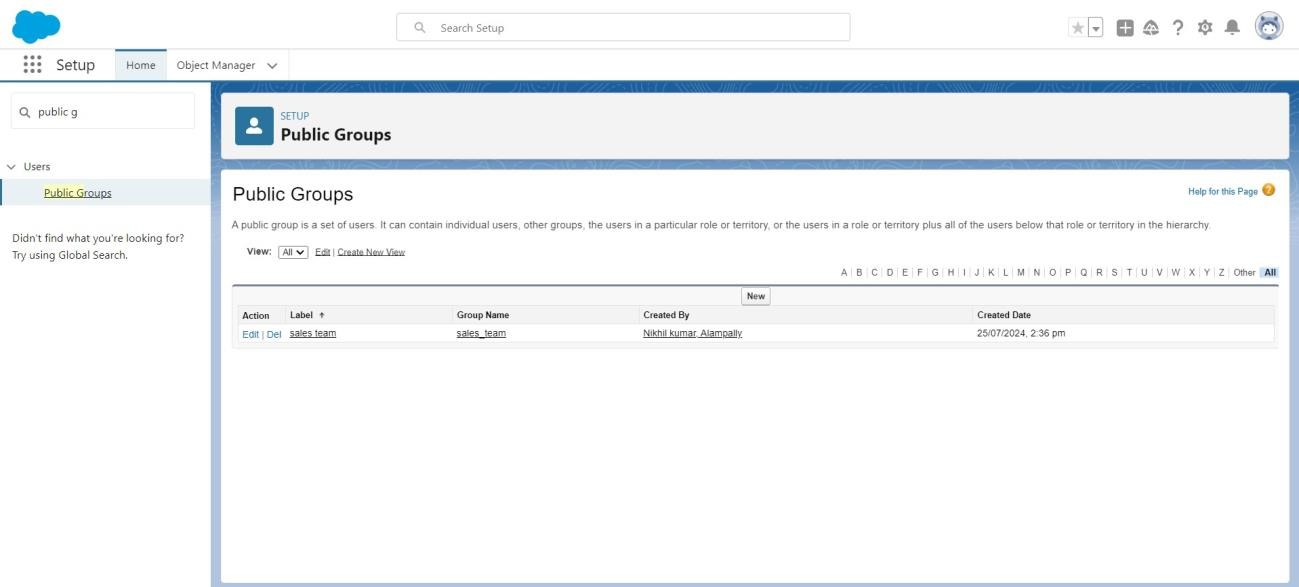 Search Setup
Setup Home Object Manager
public g
Users
Public Groups
Didn't find what you're looking for?
Try using Global Search.
SETUP
Public Groups
Public Groups
Help for this Page ?
A public group is a set of users. It can contain individual users, other groups, the users in a particular role or territory, or the users in a role or territory plus all of the users below that role or territory in the hierarchy.
View: All Edit | Create New View
A | B | C | D | E | F | G | H | I | J | K | L | M | N | O | P | Q | R | S | T | U | V | W | X | Y | Z | Other All
New
Action Label ↑ Group Name Created By Created Date
Edit | Del sales team sales_team Nikhil kumar, Alampally 25/07/2024, 2:36 pm